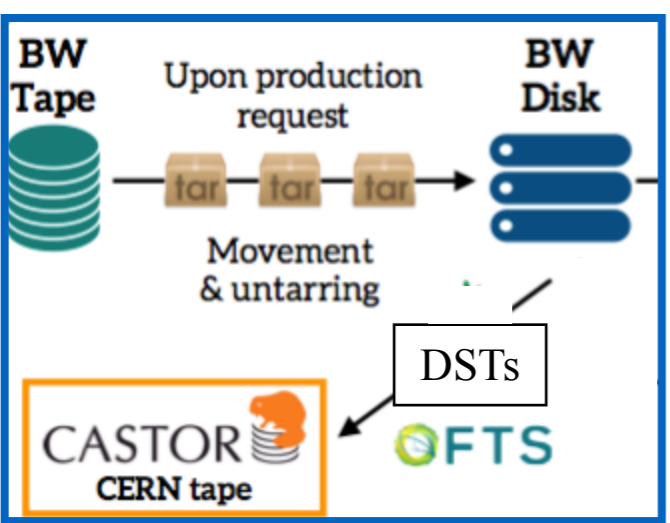 BW
Tape
Upon production
request
BW
Disk
tar tar tar
Movement
& untarring
DSTs
CASTOR
CERN tape
FTS